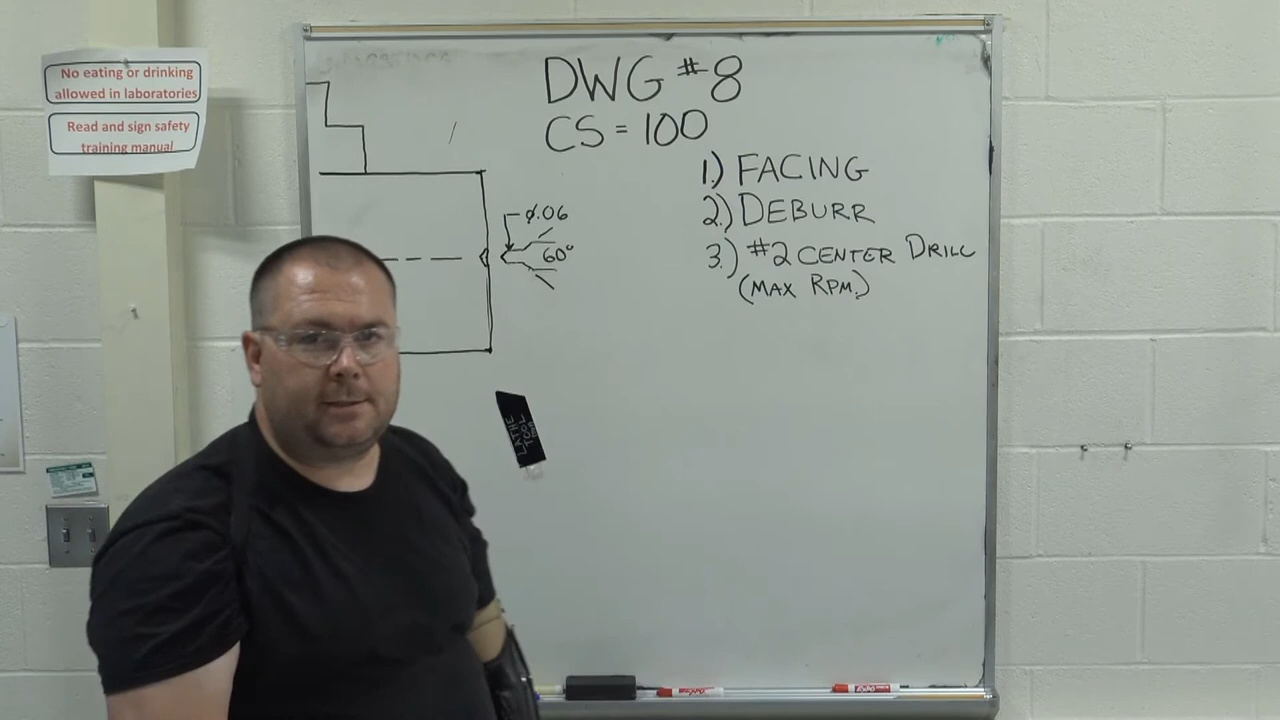 No eating or drinking
allowed in laboratories
Read and sign safety
training manual
DWG #8
CS = 100
1.) FACING
2.) DEBURR
3.) #2 CENTER DRILL
(MAX RPM.)
Ø.06
60°
LATHE
TOOL